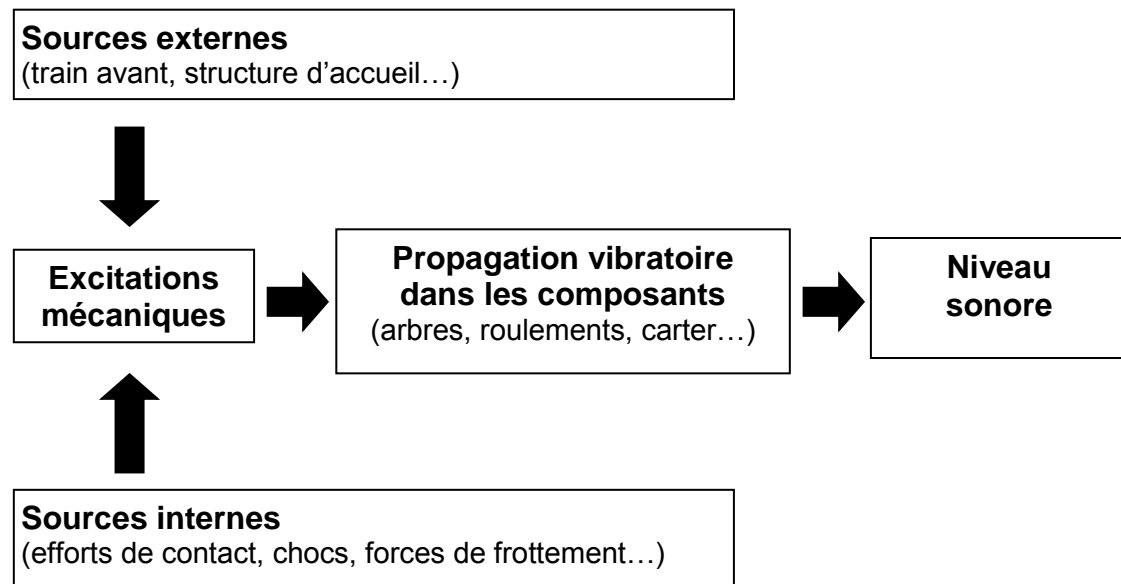 Sources externes
(train avant, structure d’accueil…)
Excitations
mécaniques
Propagation vibratoire
dans les composants
(arbres, roulements, carter…)
Niveau
sonore
Sources internes
(efforts de contact, chocs, forces de frottement…)